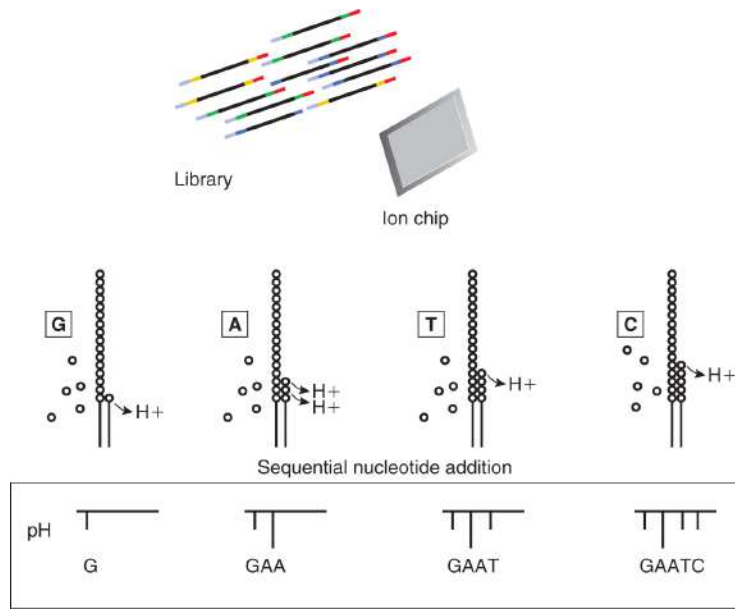 Library
Ion chip
G A T C
H+ H+ H+ H+
H+
Sequential nucleotide addition
pH
G GAA GAAT GAATC